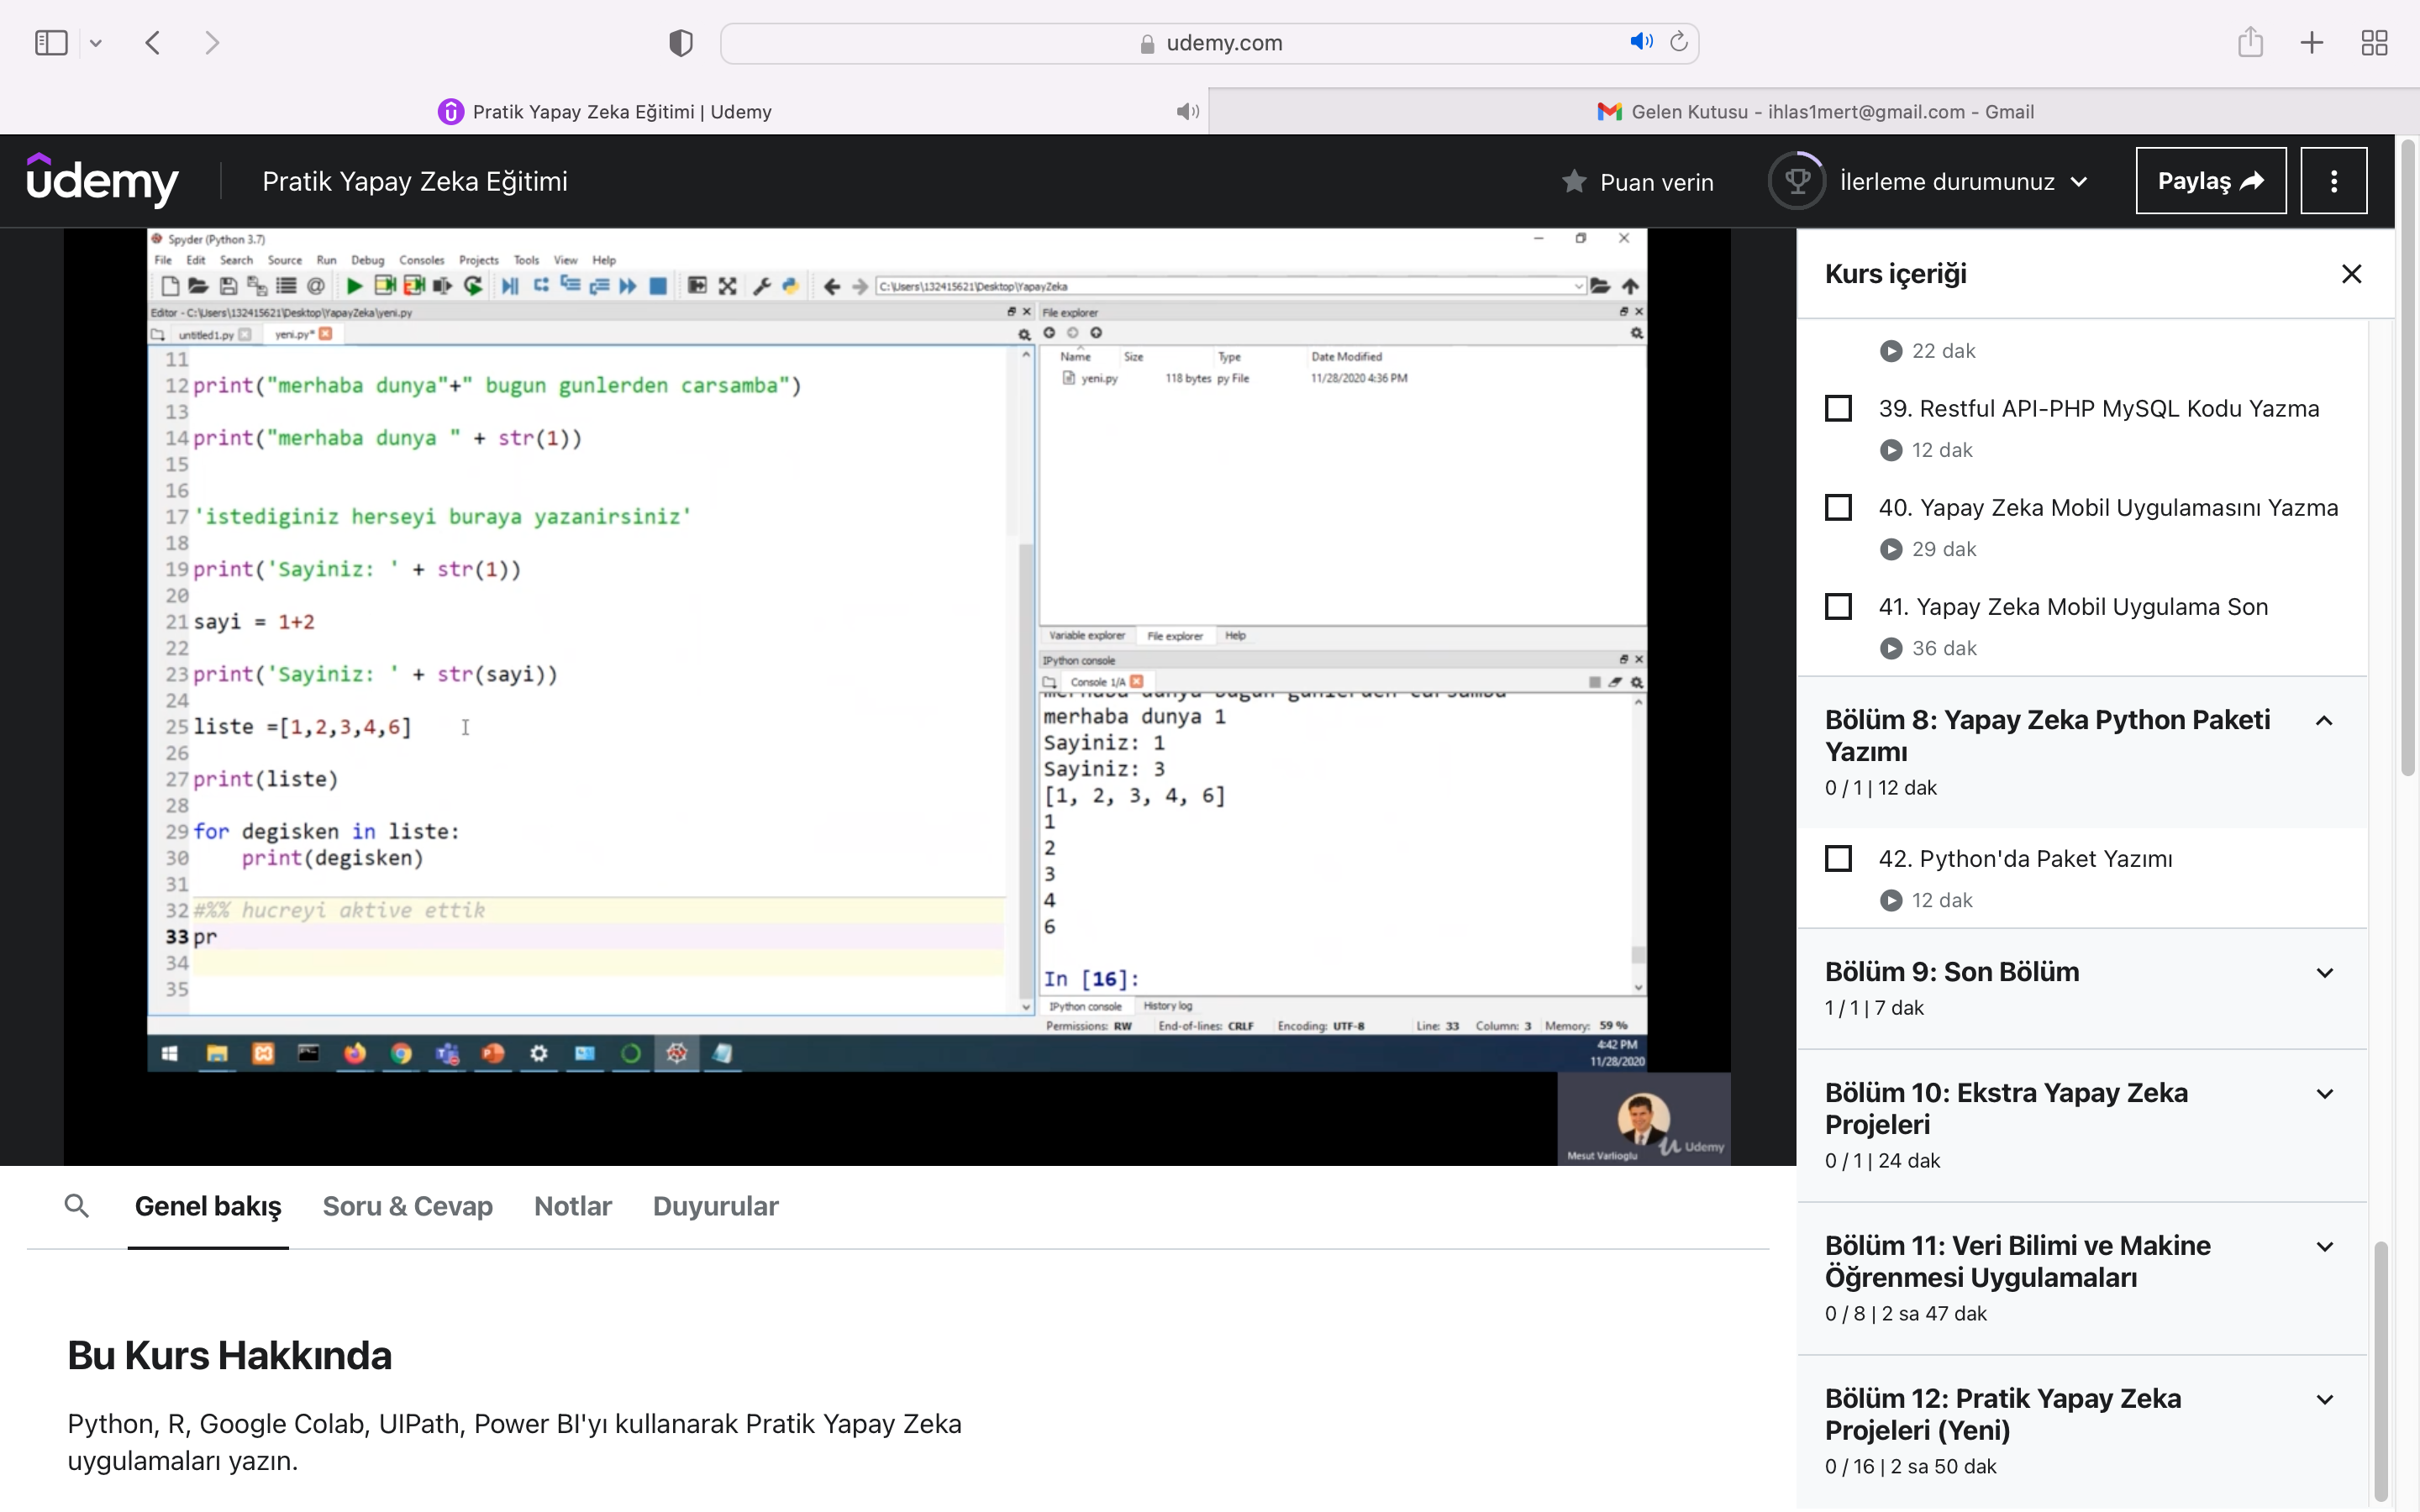 udemy.com
Pratik Yapay Zeka Eğitimi | Udemy
Gelen Kutusu - ihlas1mert@gmail.com - Gmail
udemy
Pratik Yapay Zeka Eğitimi
Puan verin
İlerleme durumunuz
Paylaş
Spyder (Python 3.7)
File Edit Search Source Run Debug Consoles Projects Tools View Help
C:\Users\132415621\Desktop\YapayZeka
Editor - C:\Users\132415621\Desktop\YapayZeka\yeni.py
untitled1.py yeni.py*
11
12 print("merhaba dunya"+" bugun gunlerden carsamba")
13
14 print("merhaba dunya " + str(1))
15
16
17 'istediginiz herseyi buraya yazanirsiniz'
18
19 print('Sayiniz: ' + str(1))
20
21 sayi = 1+2
22
23 print('Sayiniz: ' + str(sayi))
24
25 liste =[1,2,3,4,6]
26
27 print(liste)
28
29 for degisken in liste:
30     print(degisken)
31
32 #%% hucreyi aktive ettik
33 pr
34
35
File explorer
Name Size Type Date Modified
yeni.py 118 bytes py File 11/28/2020 4:36 PM
Variable explorer File explorer Help
IPython console
Console 1/A
merhaba dunya bugun gunlerden carsamba
merhaba dunya 1
Sayiniz: 1
Sayiniz: 3
[1, 2, 3, 4, 6]
1
2
3
4
6
In [16]:
IPython console History log
Permissions: RW End-of-lines: CRLF Encoding: UTF-8 Line: 33 Column: 3 Memory: 59 %
4:42 PM
11/28/2020
Mesut Varlioglu
Udemy
Kurs içeriği
22 dak
39. Restful API-PHP MySQL Kodu Yazma
12 dak
40. Yapay Zeka Mobil Uygulamasını Yazma
29 dak
41. Yapay Zeka Mobil Uygulama Son
36 dak
Bölüm 8: Yapay Zeka Python Paketi
Yazımı
0 / 1 | 12 dak
42. Python'da Paket Yazımı
12 dak
Bölüm 9: Son Bölüm
1 / 1 | 7 dak
Bölüm 10: Ekstra Yapay Zeka
Projeleri
0 / 1 | 24 dak
Bölüm 11: Veri Bilimi ve Makine
Öğrenmesi Uygulamaları
0 / 8 | 2 sa 47 dak
Bölüm 12: Pratik Yapay Zeka
Projeleri (Yeni)
0 / 16 | 2 sa 50 dak
Genel bakış Soru & Cevap Notlar Duyurular
Bu Kurs Hakkında
Python, R, Google Colab, UIPath, Power BI'yı kullanarak Pratik Yapay Zeka
uygulamaları yazın.